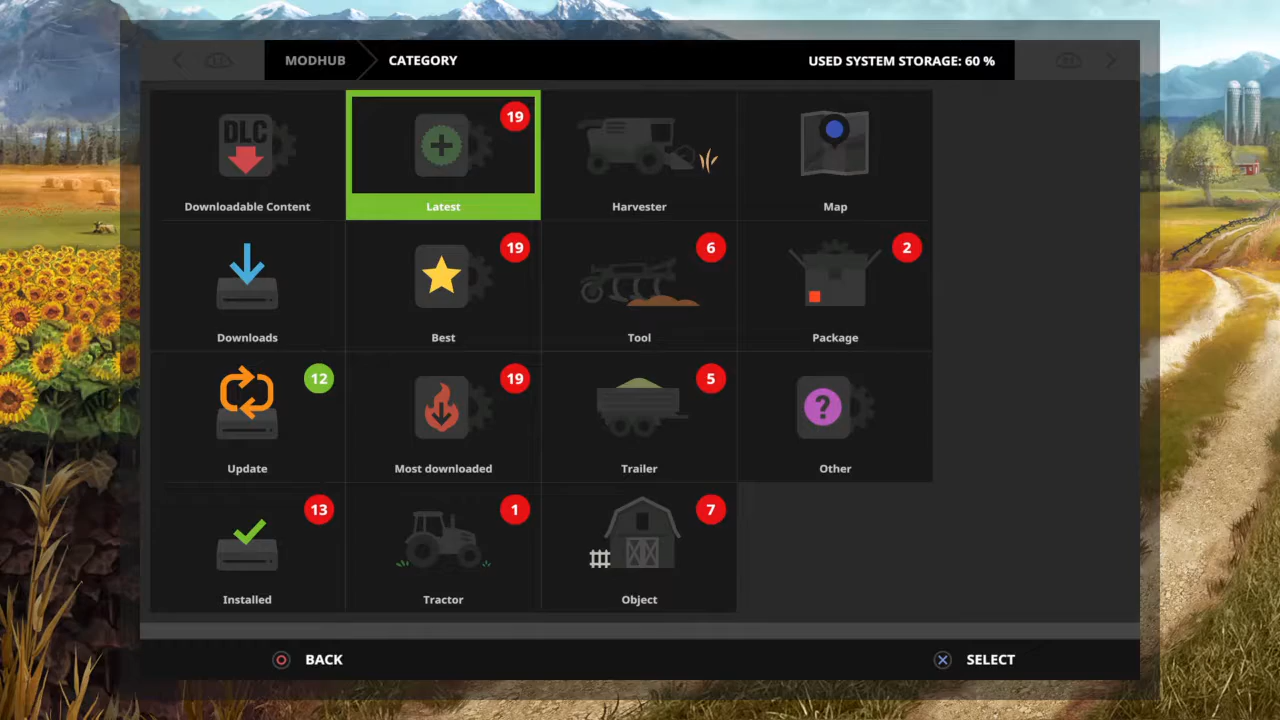 MODHUB
CATEGORY
USED SYSTEM STORAGE: 60 %
DLC
Downloadable Content
19
Latest
Harvester
Map
Downloads
19
Best
6
Tool
2
Package
12
Update
19
Most downloaded
5
Trailer
?
Other
13
Installed
1
Tractor
7
Object
BACK
SELECT